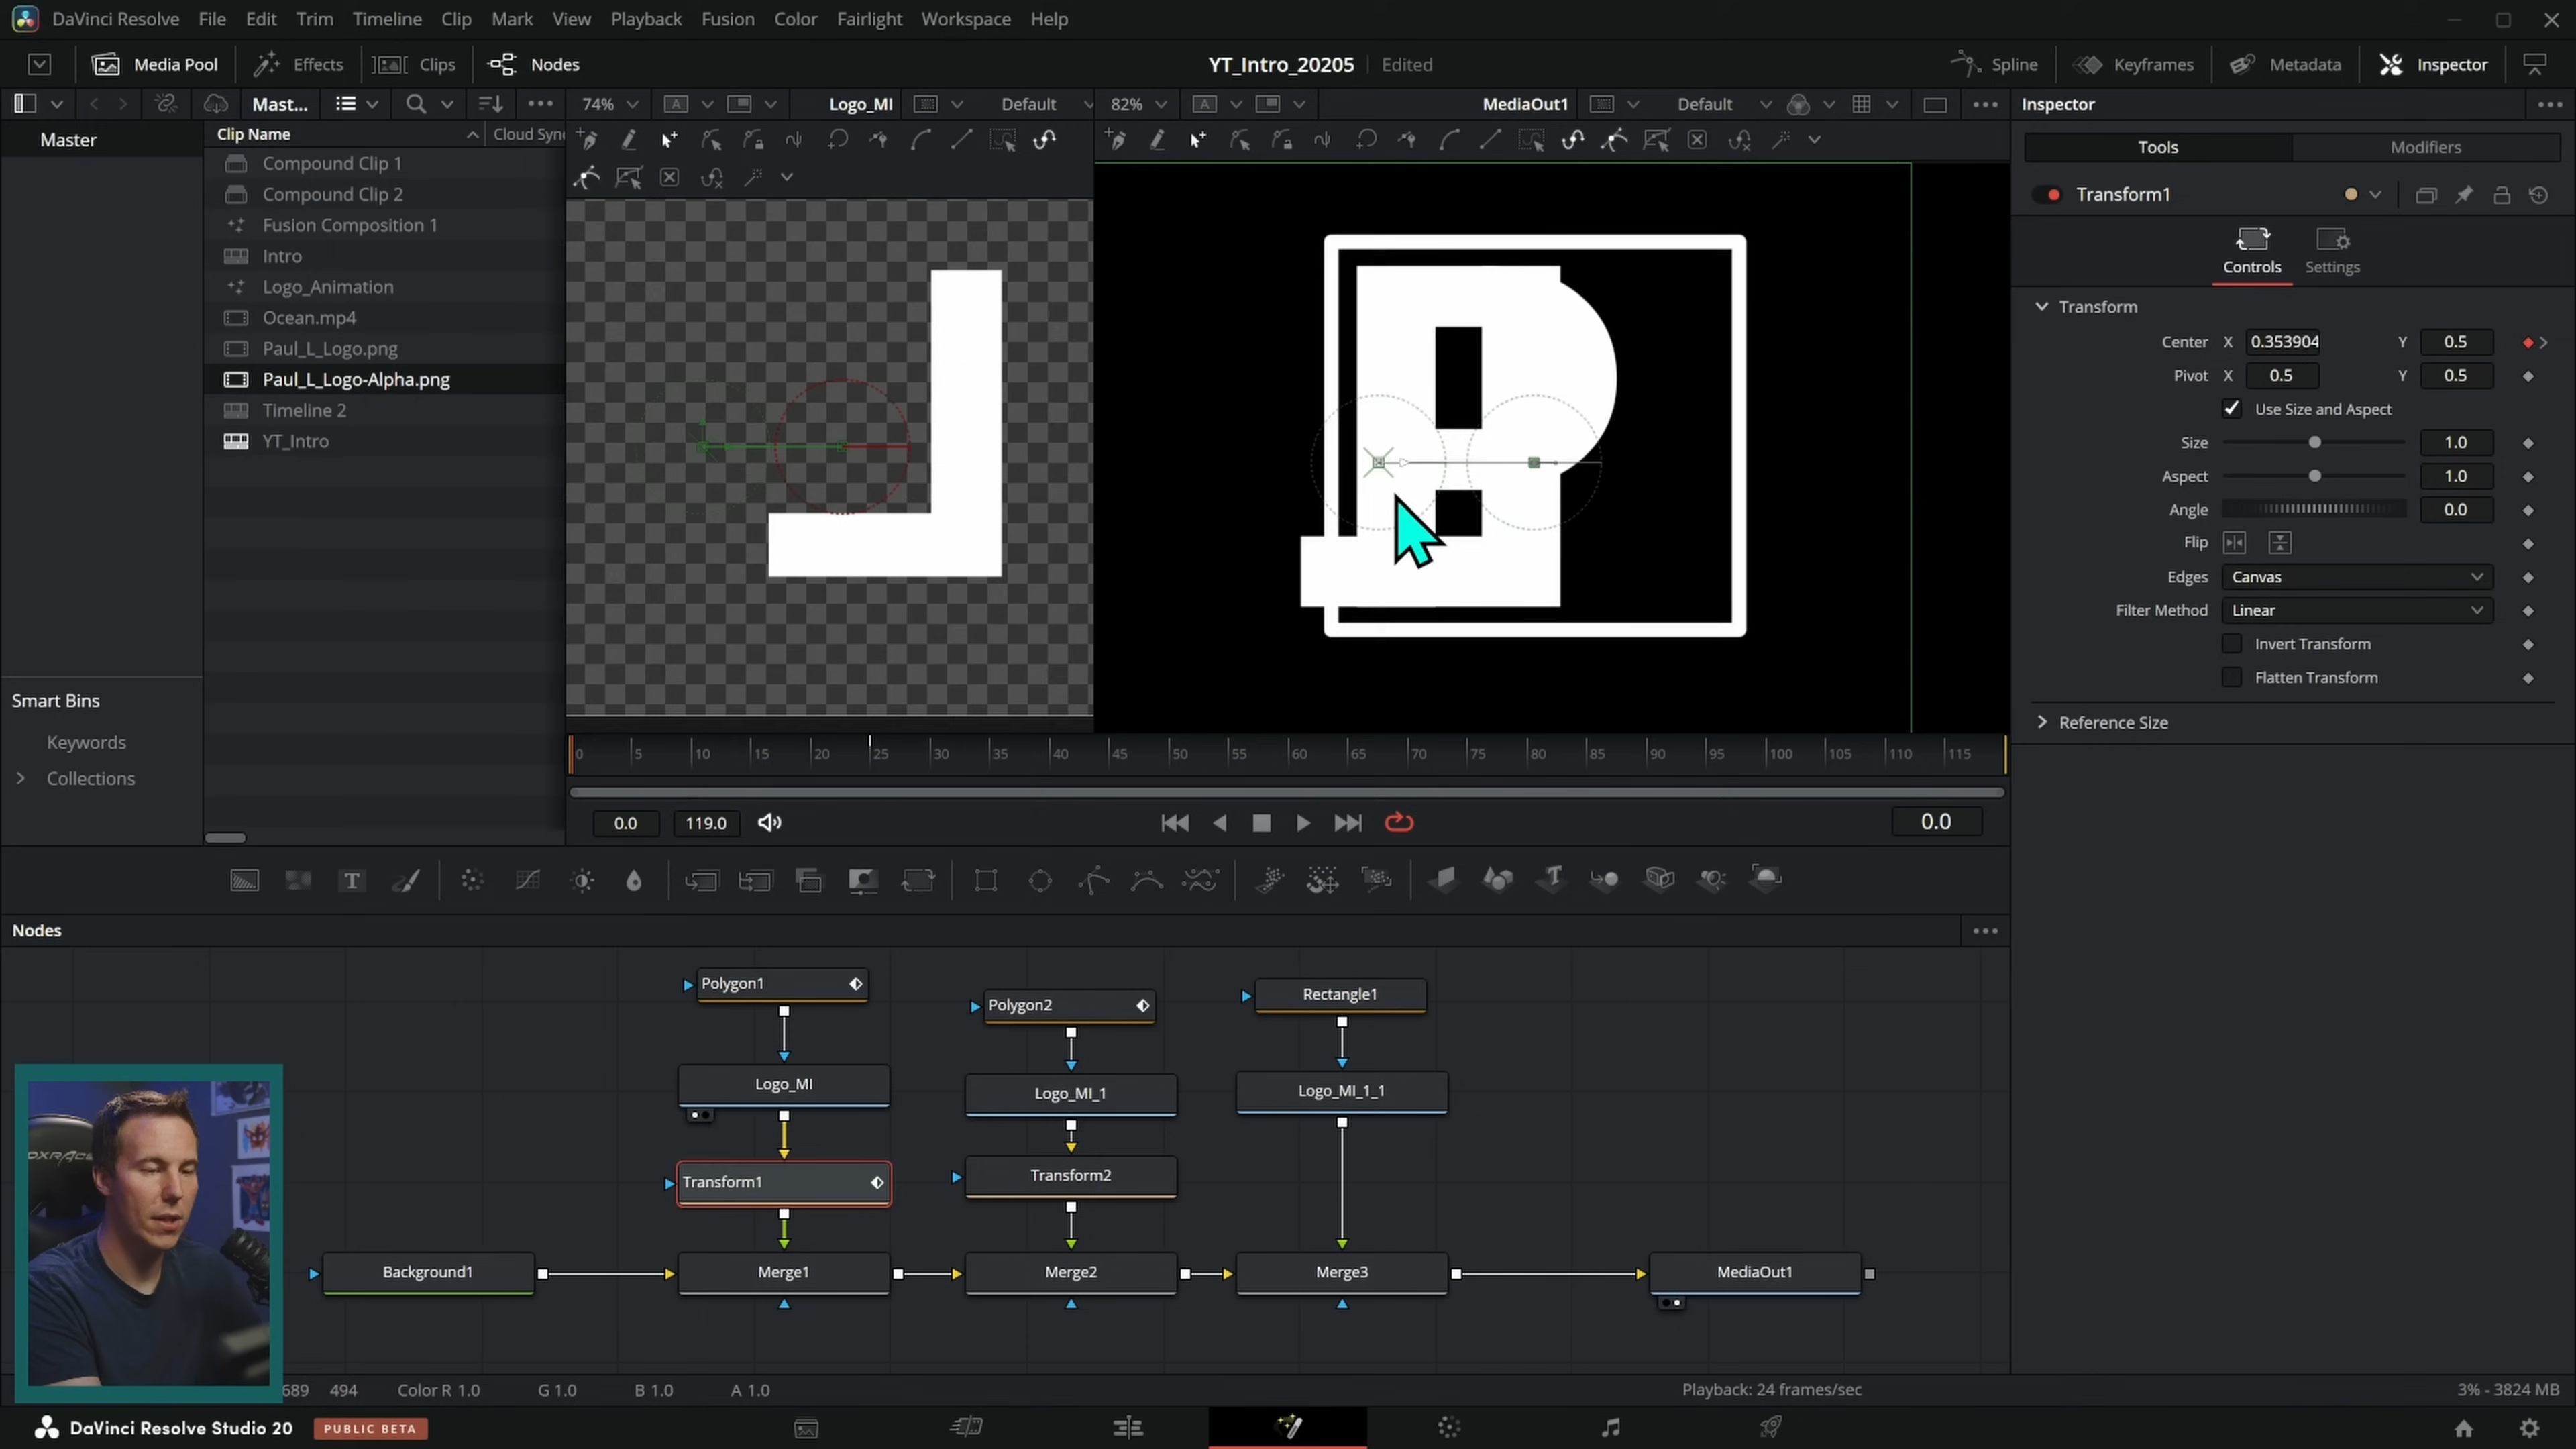 DaVinci Resolve File Edit Trim Timeline Clip Mark View Playback Fusion Color Fairlight Workspace Help
Media Pool Effects Clips Nodes YT_Intro_20205 Edited Spline Keyframes Metadata Inspector
Mast... 74% A Logo_MI Default 82% A MediaOut1 Default Inspector
Master
Clip Name Cloud Sync
Compound Clip 1
Compound Clip 2
Fusion Composition 1
Intro
Logo_Animation
Ocean.mp4
Paul_L_Logo.png
Paul_L_Logo-Alpha.png
Timeline 2
YT_Intro
Smart Bins
Keywords
Collections
Tools Modifiers
Transform1
Controls Settings
Transform
Center X 0.353904 Y 0.5
Pivot X 0.5 Y 0.5
Use Size and Aspect
Size 1.0
Aspect 1.0
Angle 0.0
Flip
Edges Canvas
Filter Method Linear
Invert Transform
Flatten Transform
Reference Size
0 5 10 15 20 25 30 35 40 45 50 55 60 65 70 75 80 85 90 95 100 105 110 115
0.0 119.0 0.0
T
Nodes
Polygon1 Polygon2 Rectangle1
Logo_MI Logo_MI_1 Logo_MI_1_1
Transform1 Transform2
Background1 Merge1 Merge2 Merge3 MediaOut1
DXRACE
689 494 Color R 1.0 G 1.0 B 1.0 A 1.0 Playback: 24 frames/sec 3% - 3824 MB
DaVinci Resolve Studio 20 PUBLIC BETA